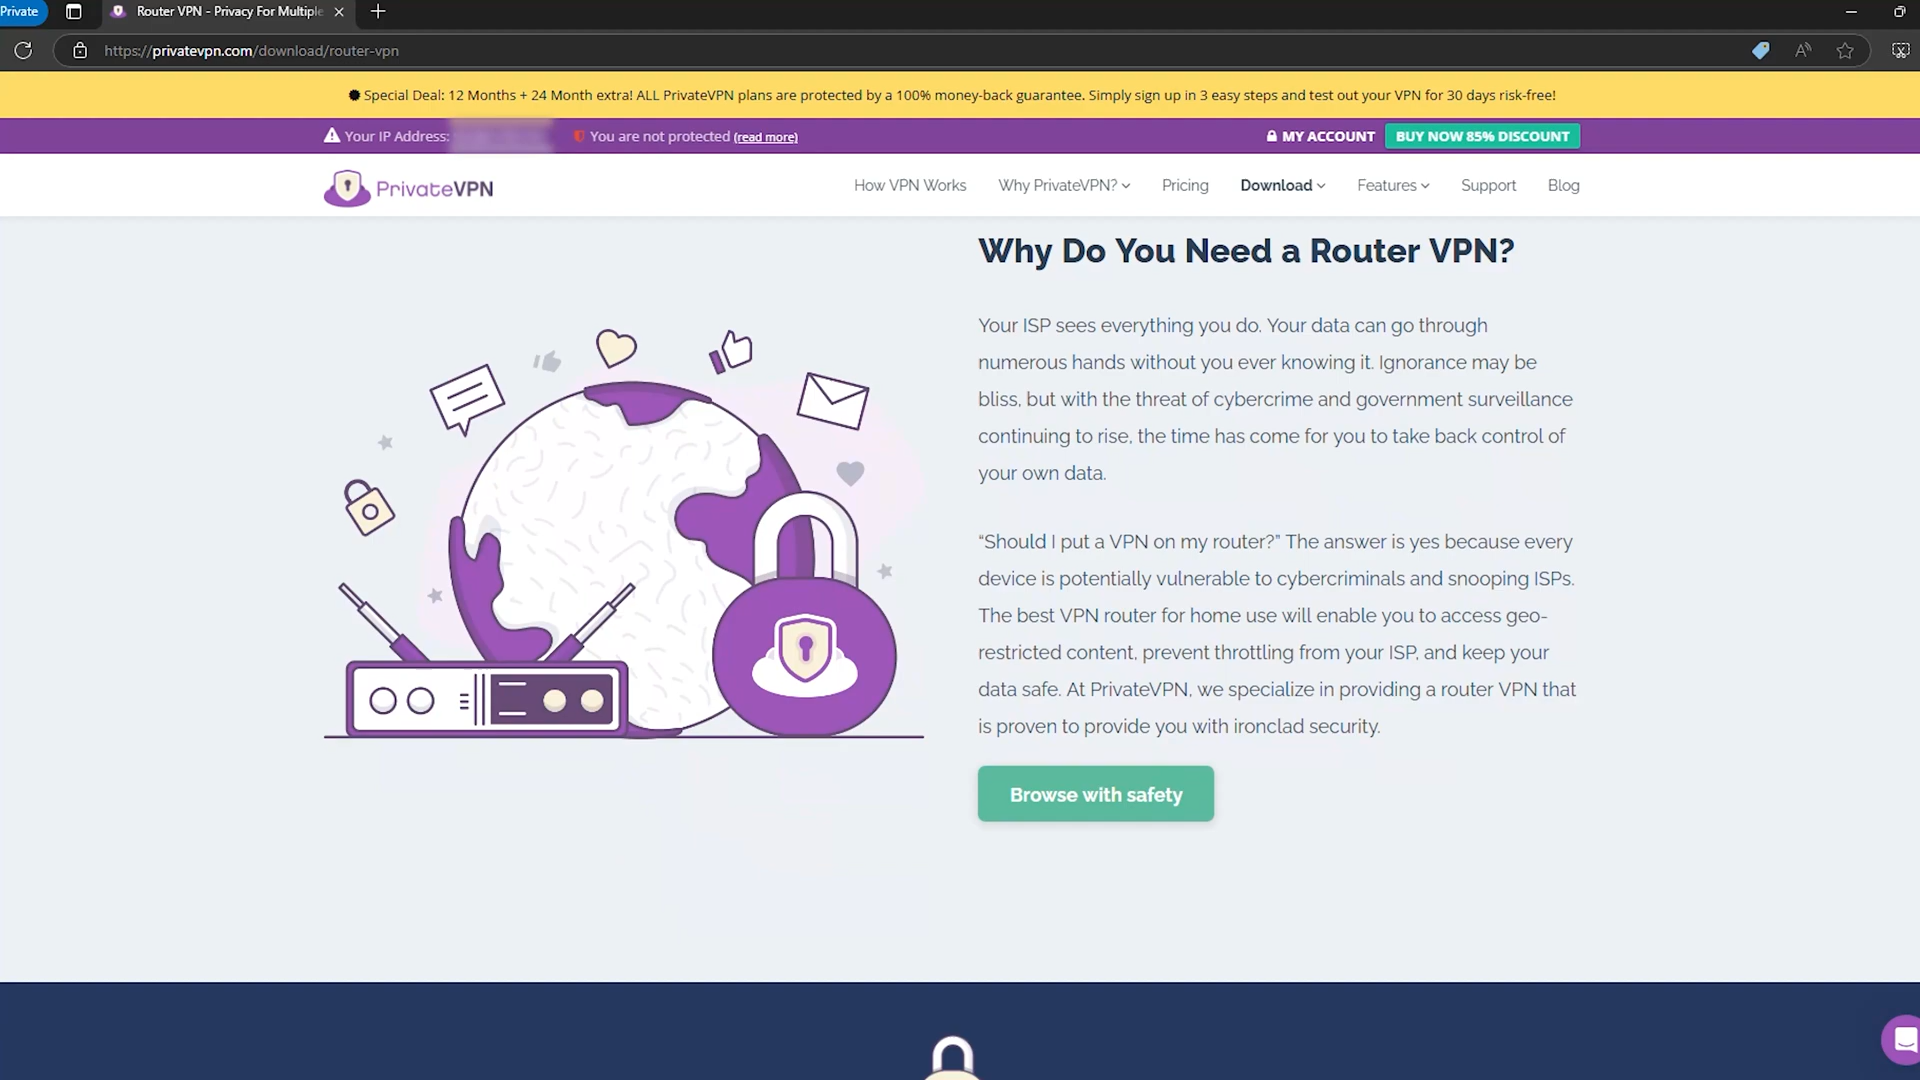 Private
Router VPN - Privacy For Multiple
https://privatevpn.com/download/router-vpn
Special Deal: 12 Months + 24 Month extra! ALL PrivateVPN plans are protected by a 100% money-back guarantee. Simply sign up in 3 easy steps and test out your VPN for 30 days risk-free!
Your IP Address:
You are not protected (read more)
MY ACCOUNT
BUY NOW 85% DISCOUNT
PrivateVPN
How VPN Works
Why PrivateVPN?
Pricing
Download
Features
Support
Blog
Why Do You Need a Router VPN?
Your ISP sees everything you do. Your data can go through
numerous hands without you ever knowing it. Ignorance may be
bliss, but with the threat of cybercrime and government surveillance
continuing to rise, the time has come for you to take back control of
your own data.
“Should I put a VPN on my router?” The answer is yes because every
device is potentially vulnerable to cybercriminals and snooping ISPs.
The best VPN router for home use will enable you to access geo-
restricted content, prevent throttling from your ISP, and keep your
data safe. At PrivateVPN, we specialize in providing a router VPN that
is proven to provide you with ironclad security.
Browse with safety